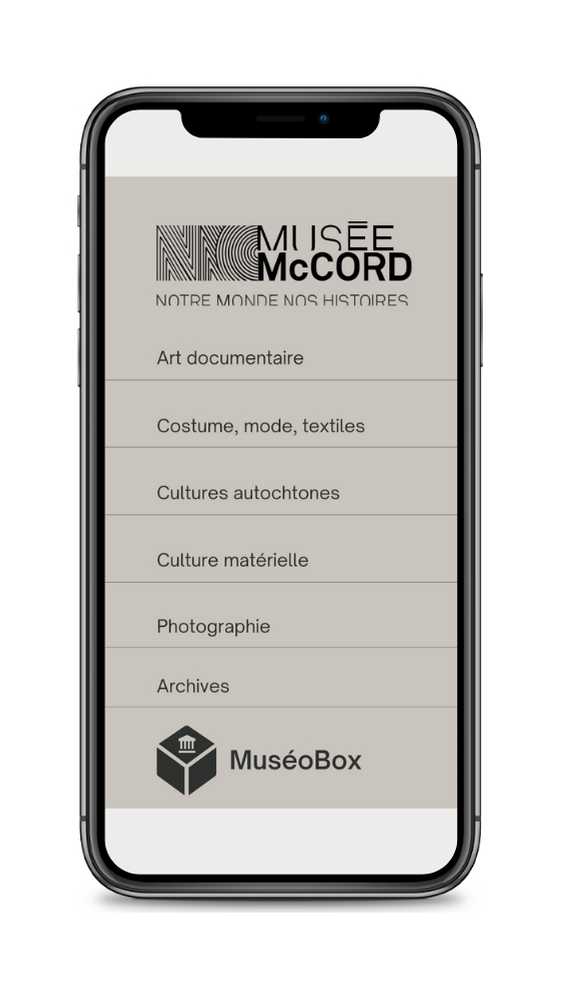 MUSÉE
McCORD
NOTRE MONDE NOS HISTOIRES
Art documentaire
Costume, mode, textiles
Cultures autochtones
Culture matérielle
Photographie
Archives
MuséoBox